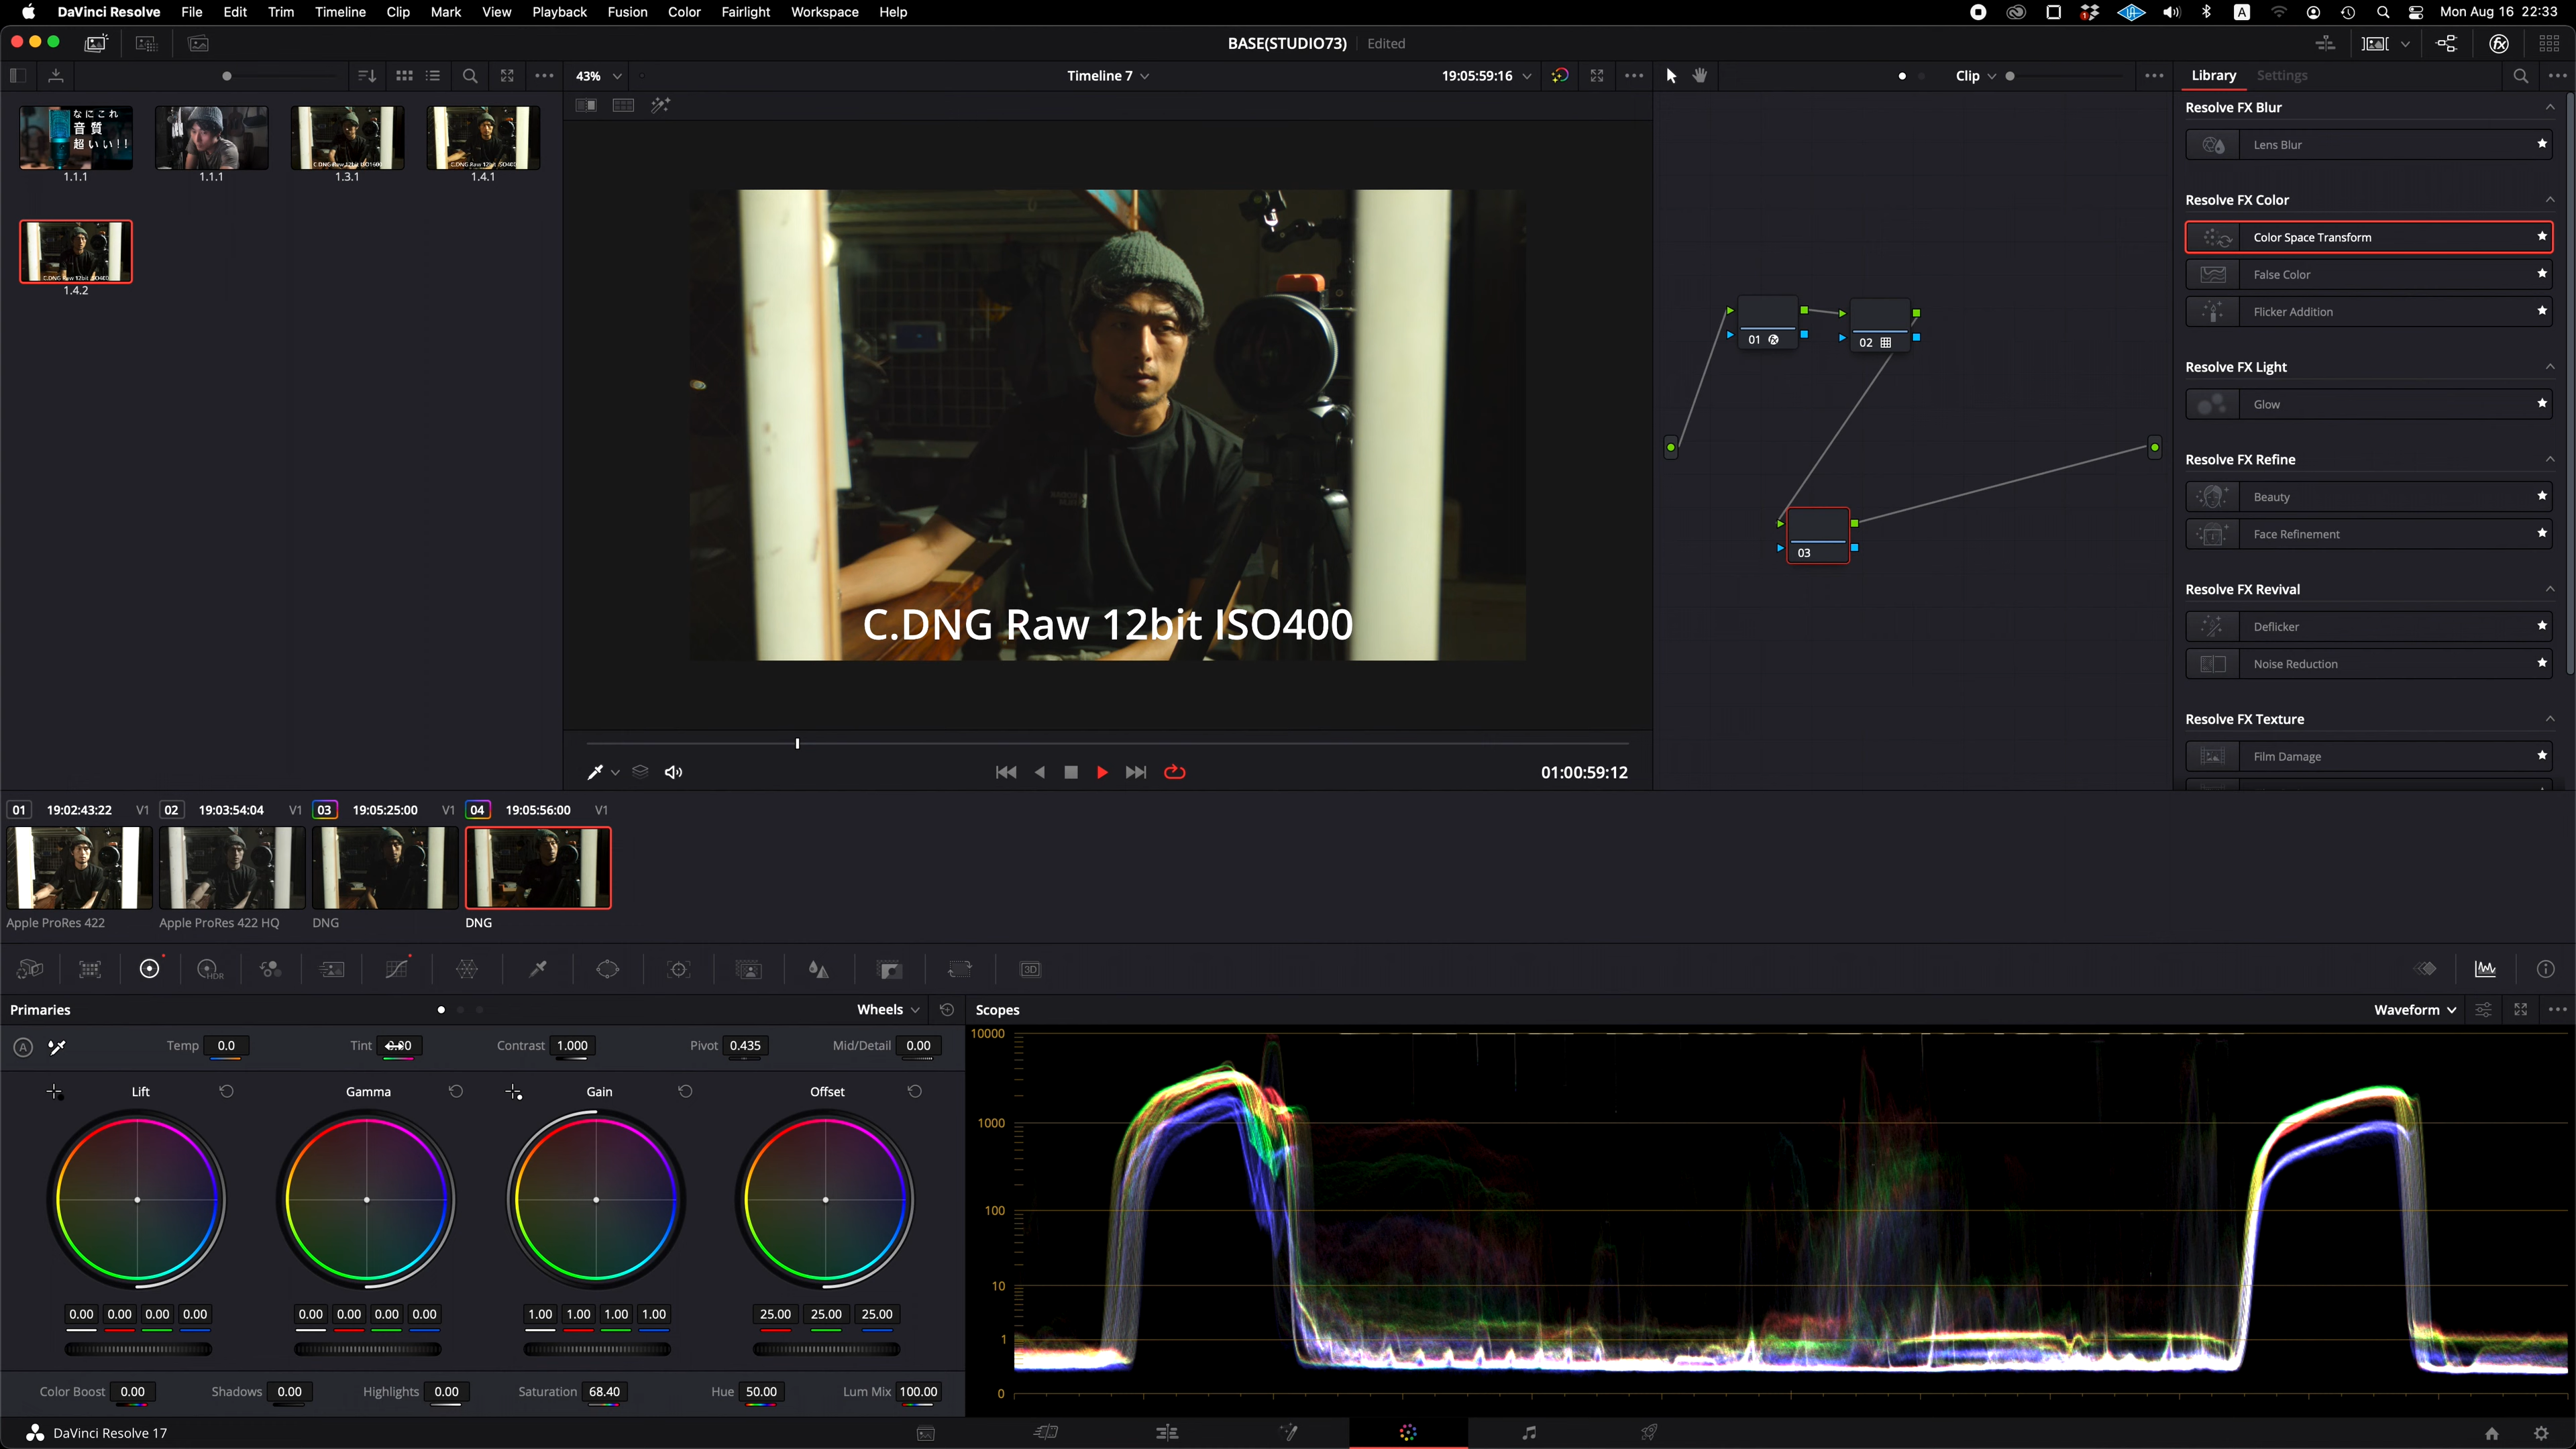 DaVinci Resolve File Edit Trim Timeline Clip Mark View Playback Fusion Color Fairlight Workspace Help
A Mon Aug 16 22:33
BASE(STUDIO73) Edited
43% Timeline 7 19:05:59:16 Clip Library Settings
なにこれ
音質
超いい!!
1.1.1 1.1.1 1.3.1 1.4.1
1.4.2
C.DNG Raw 12bit ISO400
01 02
03
Resolve FX Blur
Lens Blur
Resolve FX Color
Color Space Transform
False Color
Flicker Addition
Resolve FX Light
Glow
Resolve FX Refine
Beauty
Face Refinement
Resolve FX Revival
Deflicker
Noise Reduction
Resolve FX Texture
Film Damage
01:00:59:12
01 19:02:43:22 V1 02 19:03:54:04 V1 03 19:05:25:00 V1 04 19:05:56:00 V1
Apple ProRes 422 Apple ProRes 422 HQ DNG DNG
HDR 3D
Primaries Wheels Scopes Waveform
Temp 0.0 Tint Contrast 1.000 Pivot 0.435 Mid/Detail 0.00
Lift Gamma Gain Offset
0.00 0.00 0.00 0.00 0.00 0.00 0.00 0.00 1.00 1.00 1.00 1.00 25.00 25.00 25.00
Color Boost 0.00 Shadows 0.00 Highlights 0.00 Saturation 68.40 Hue 50.00 Lum Mix 100.00
10000
1000
100
10
1
0
DaVinci Resolve 17